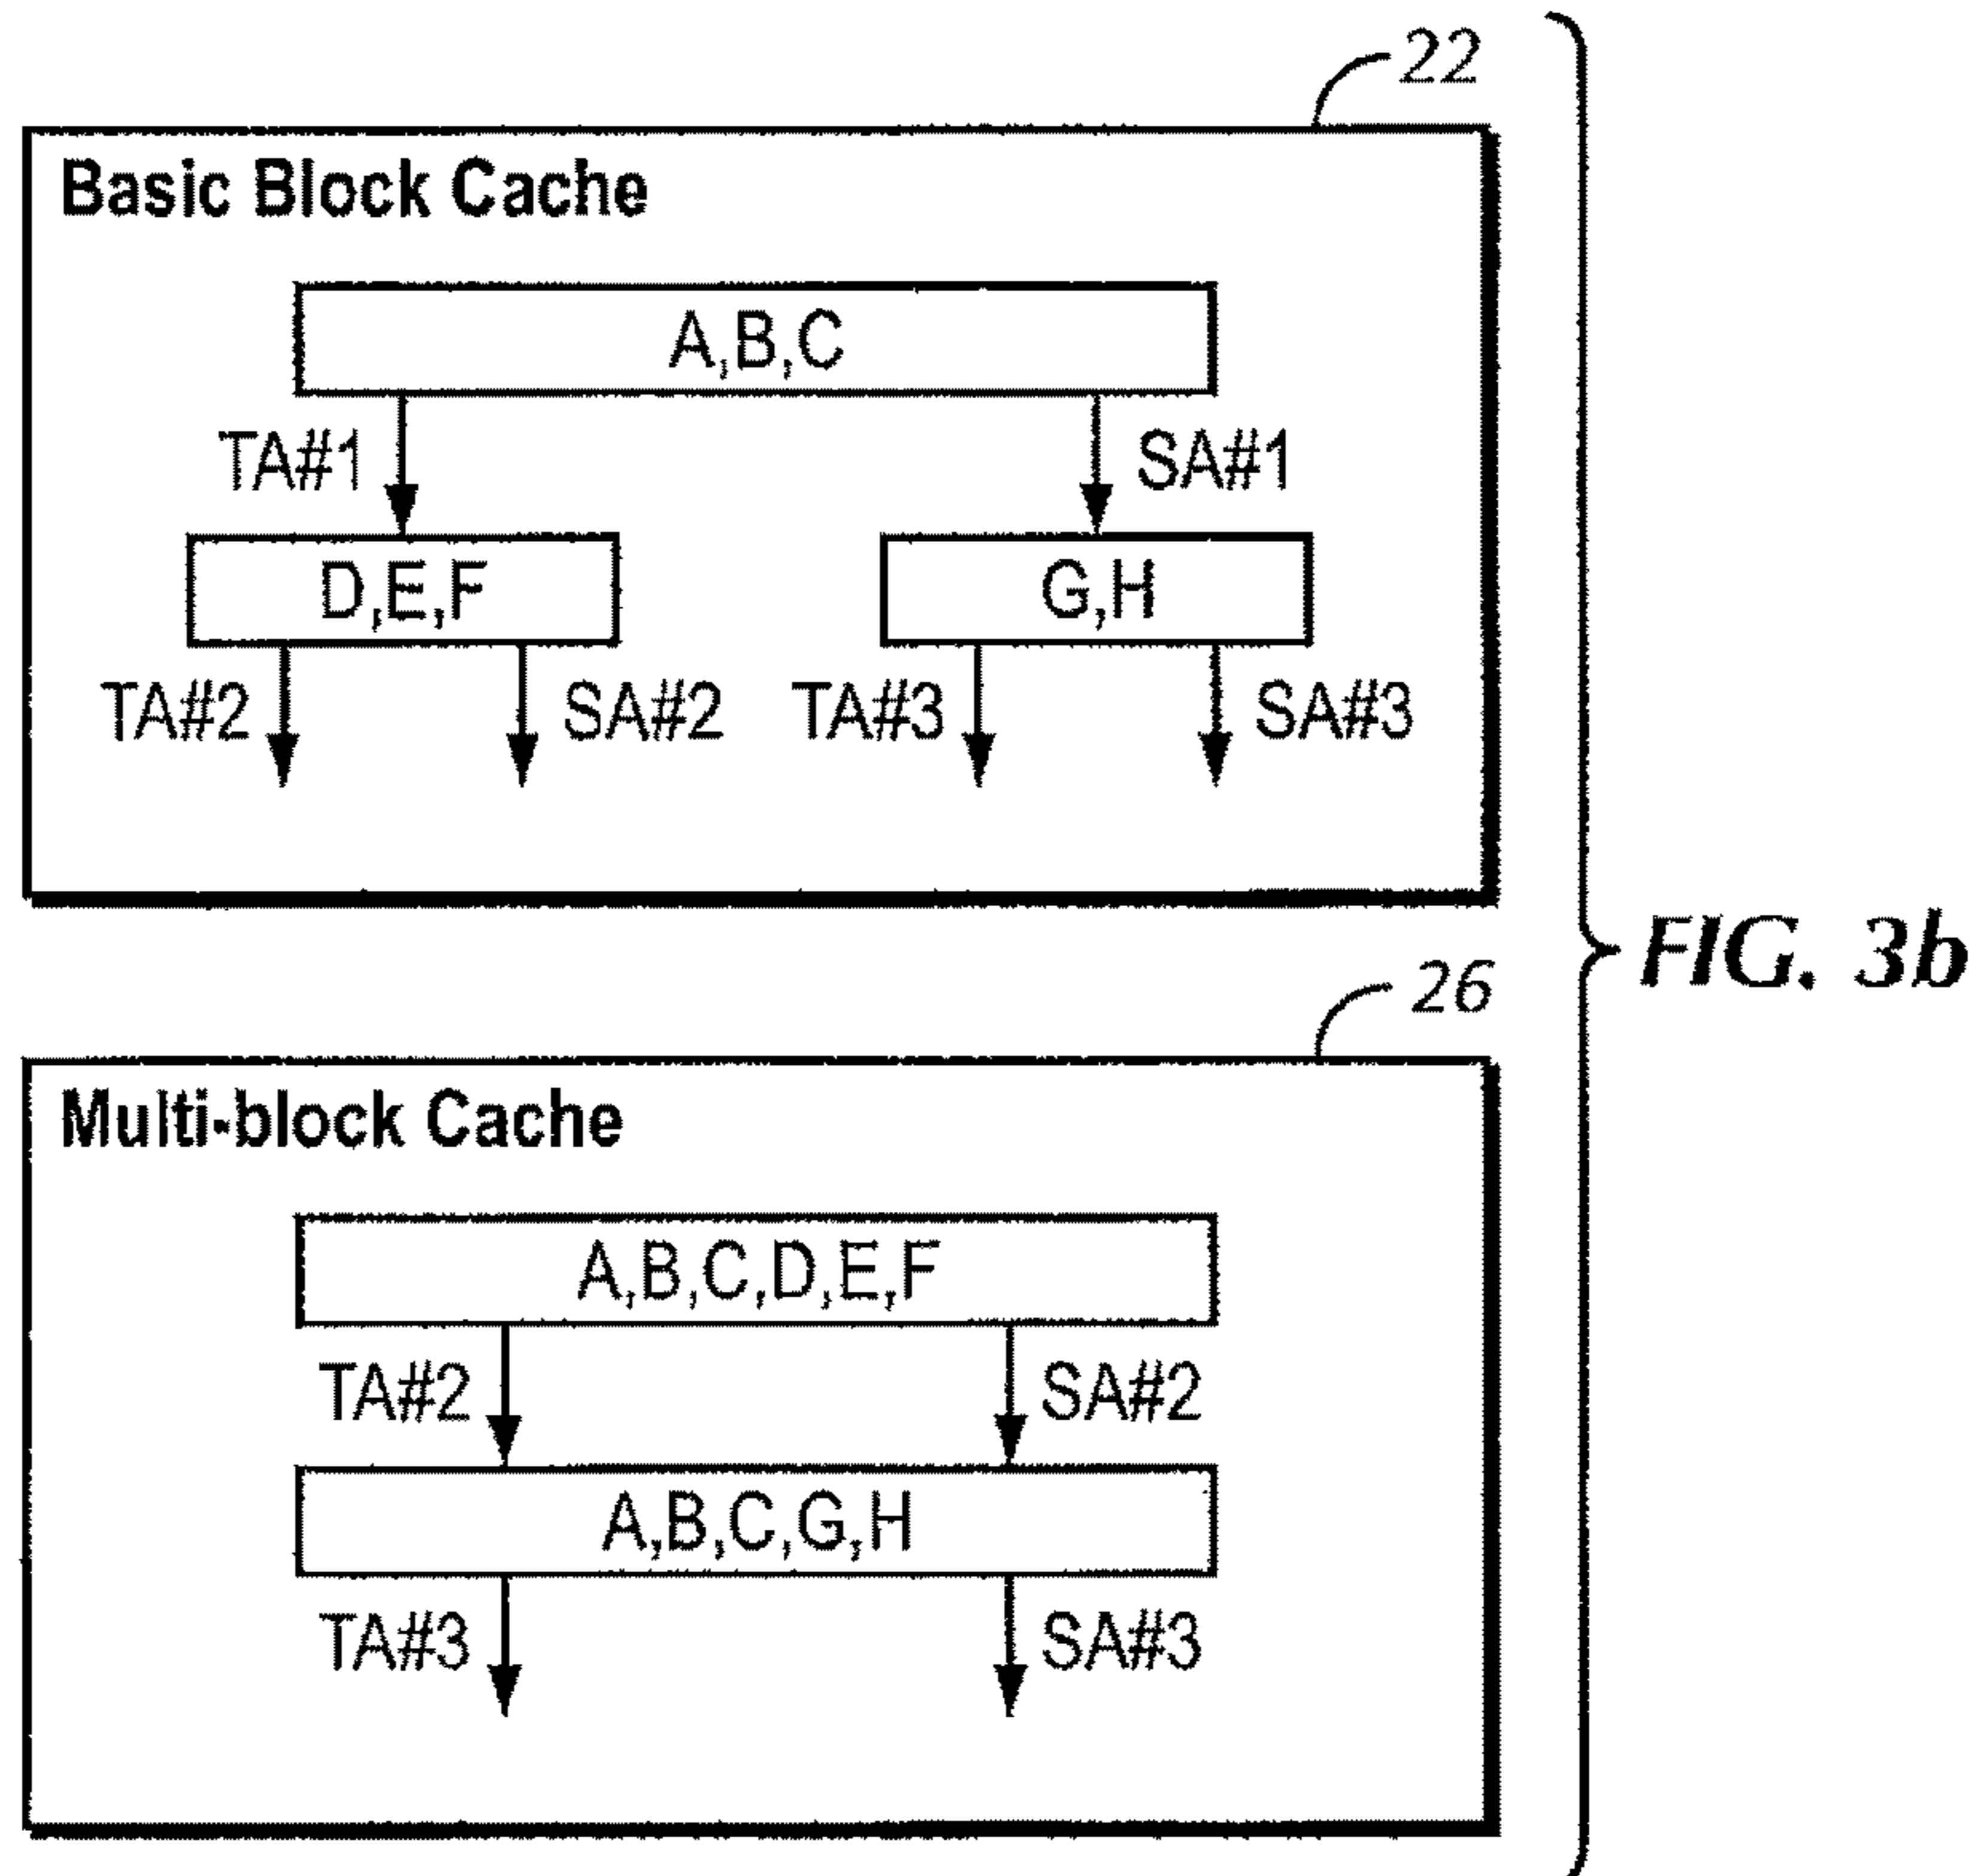 22
Basic Block Cache
A,B,C
TA#1 SA#1
D,E,F G,H
TA#2 SA#2 TA#3 SA#3
FIG. 3b
26
Multi-block Cache
A,B,C,D,E,F
TA#2 SA#2
A,B,C,G,H
TA#3 SA#3